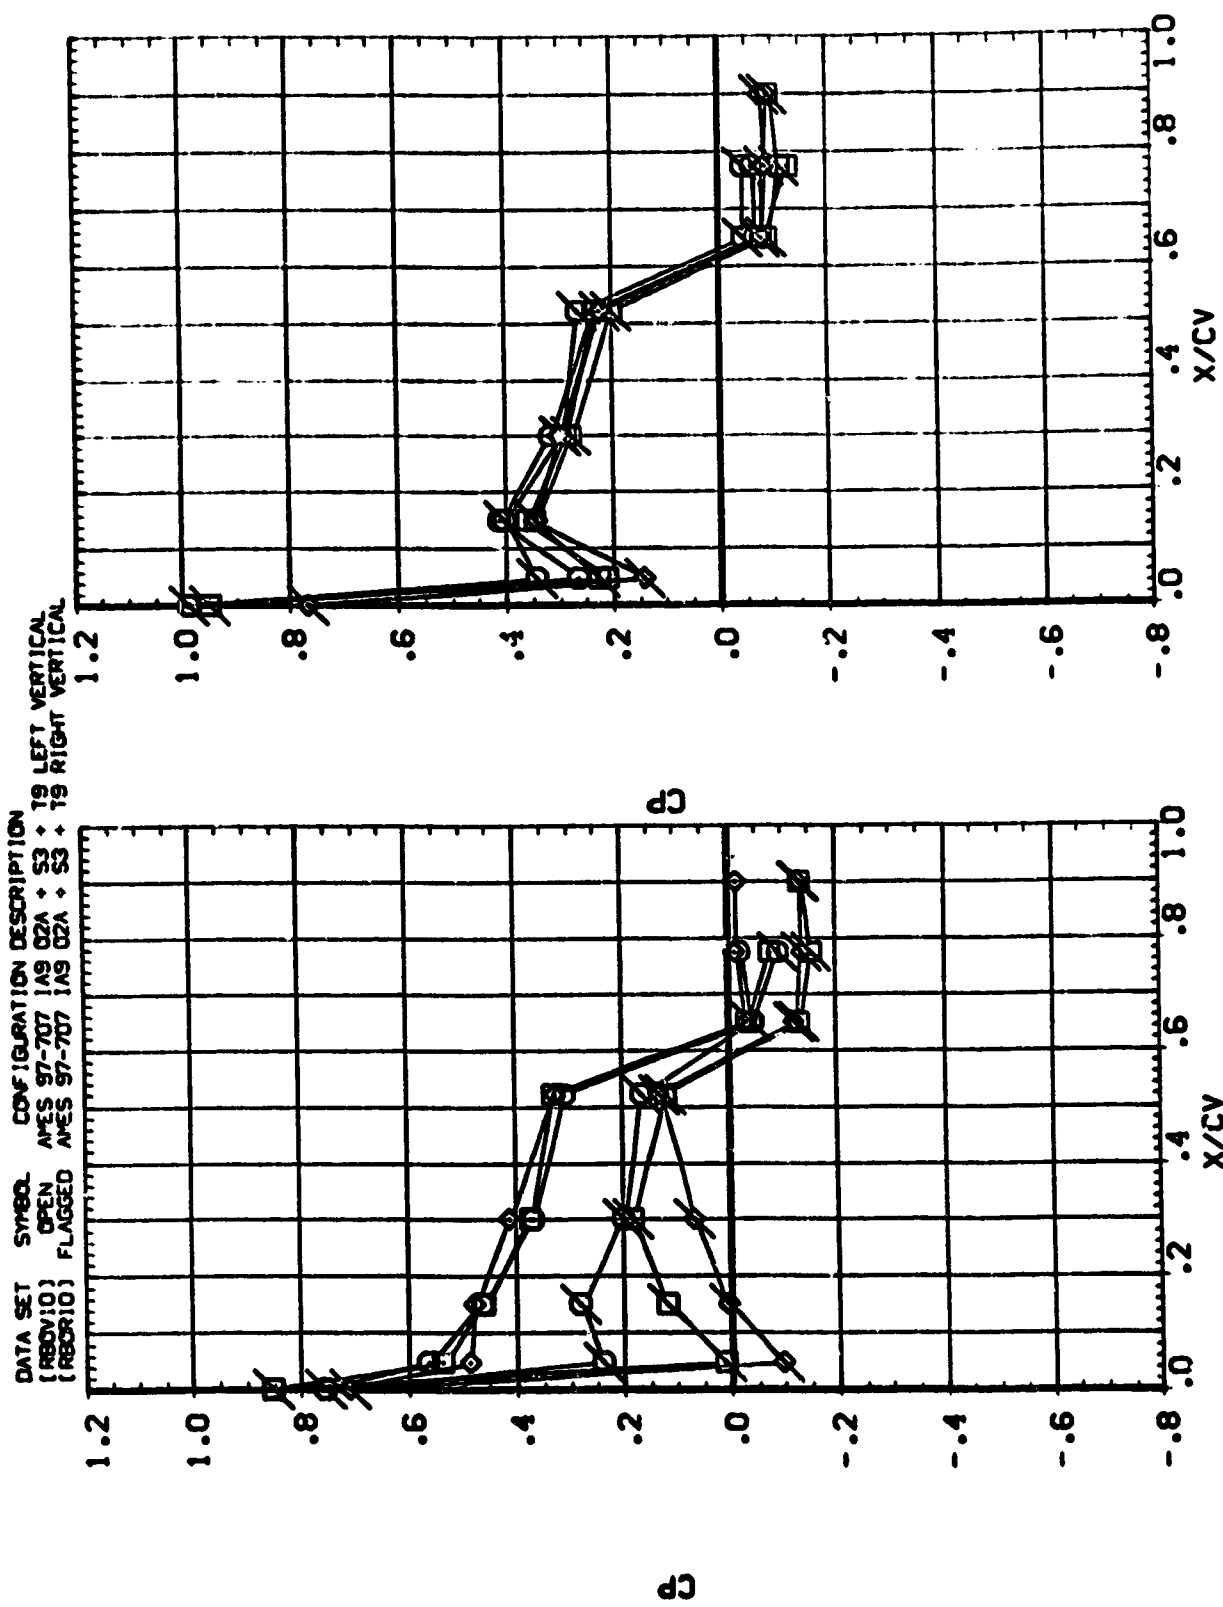 DATA SET SYMBOL CONFIGURATION DESCRIPTION
[RBOV10] OPEN AMES 97-707 IA9 O2A + S3 + T9 LEFT VERTICAL
[RBOR10] FLAGGED AMES 97-707 IA9 O2A + S3 + T9 RIGHT VERTICAL
CP
1.2
1.0
.8
.6
.4
.2
.0
-.2
-.4
-.6
-.8
.0 .2 .4 .6 .8 1.0
X/CV
CP
1.2
1.0
.8
.6
.4
.2
.0
-.2
-.4
-.6
-.8
.0 .2 .4 .6 .8 1.0
X/CV